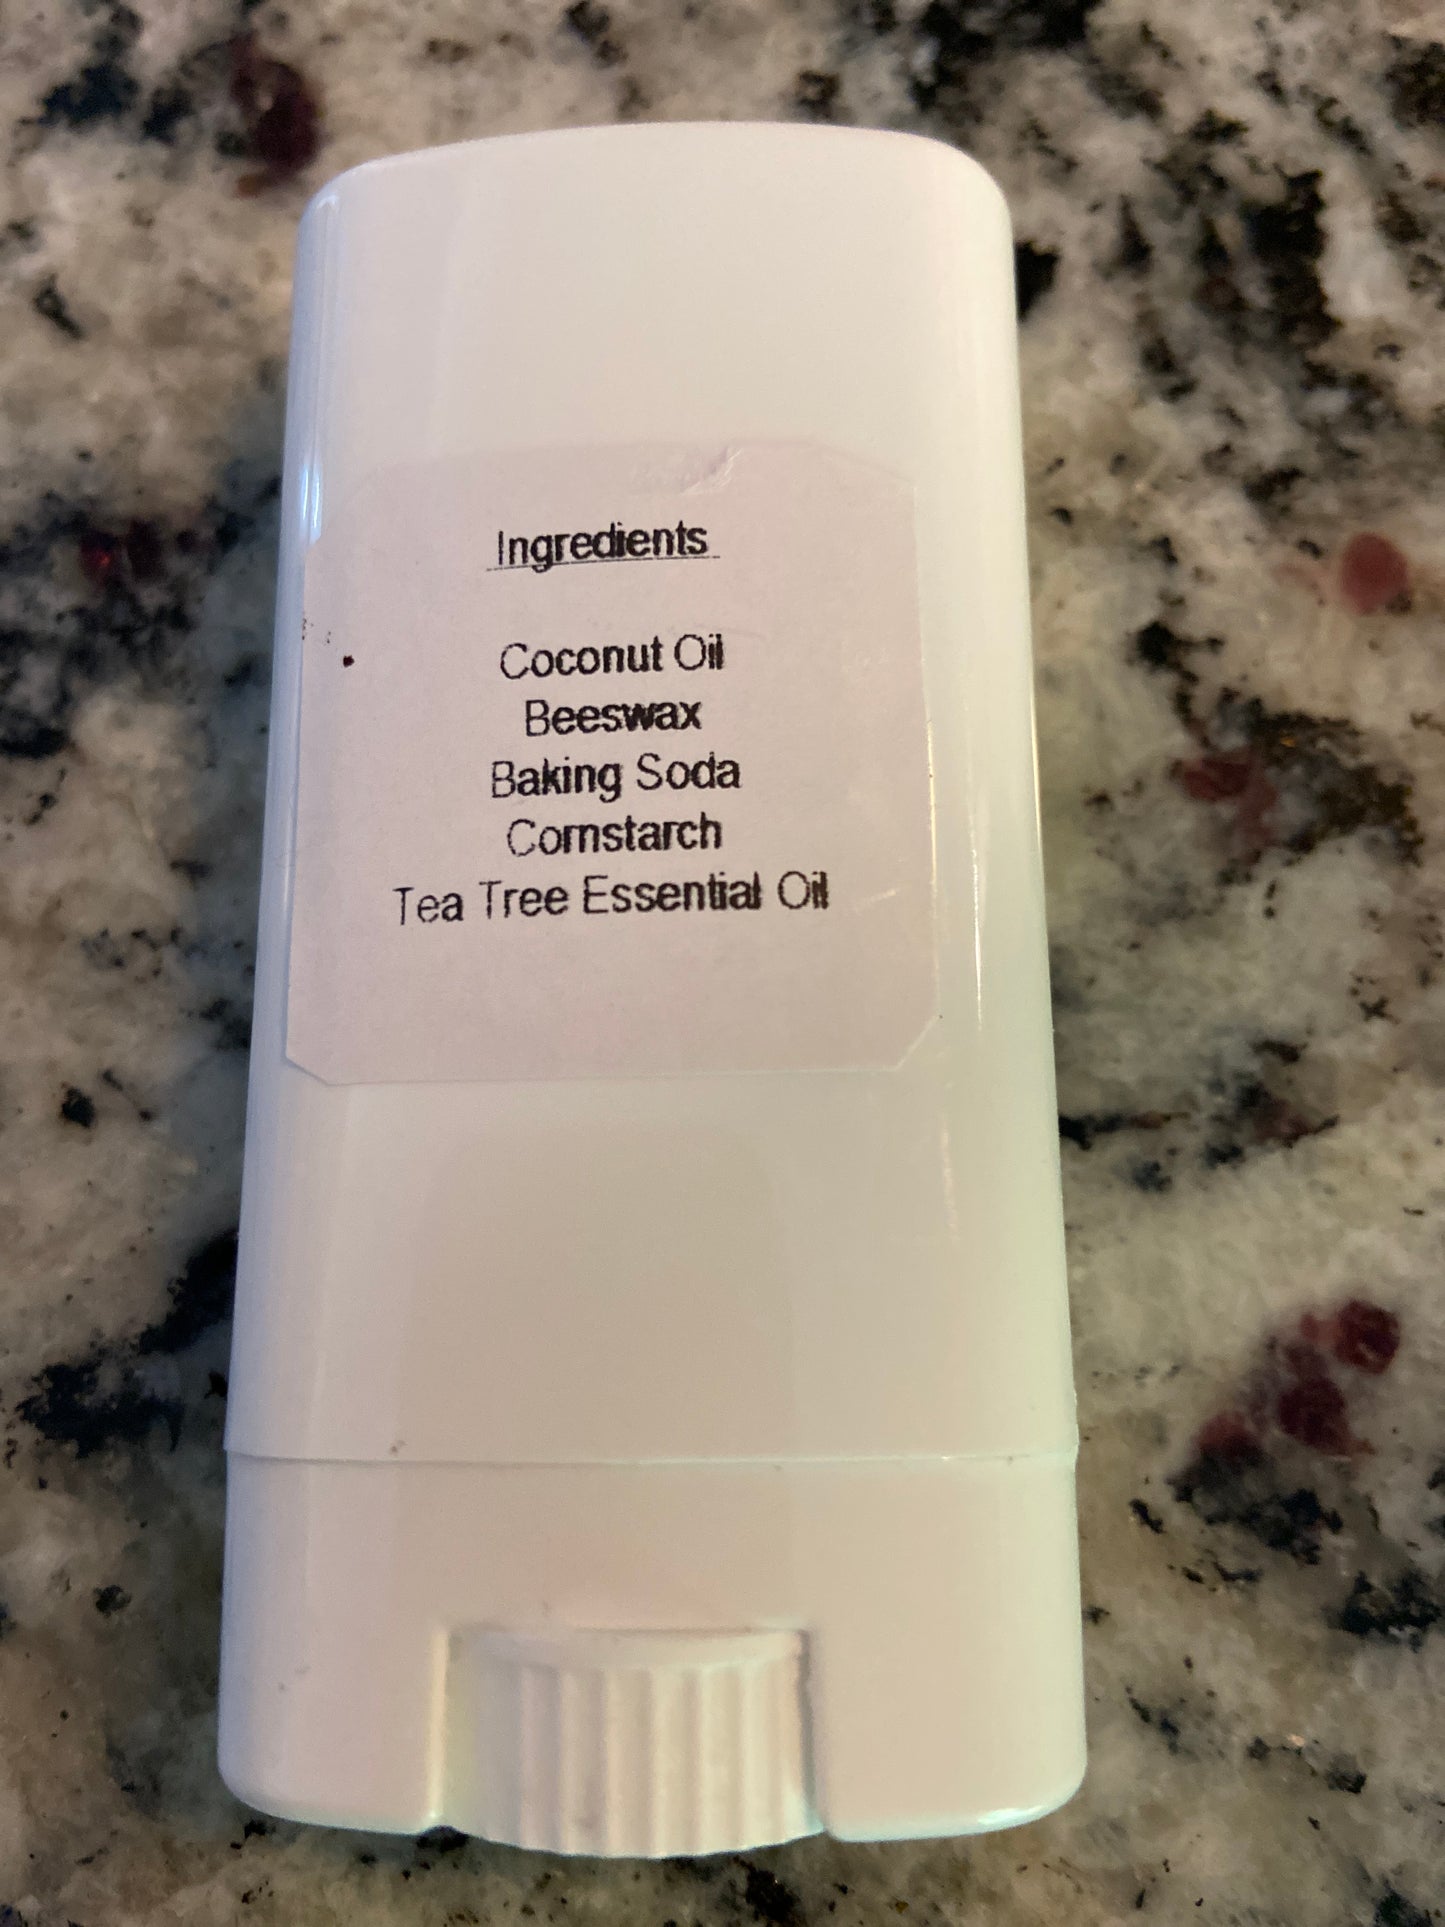 Ingredients
Coconut Oil
Beeswax
Baking Soda
Cornstarch
Tea Tree Essential Oil